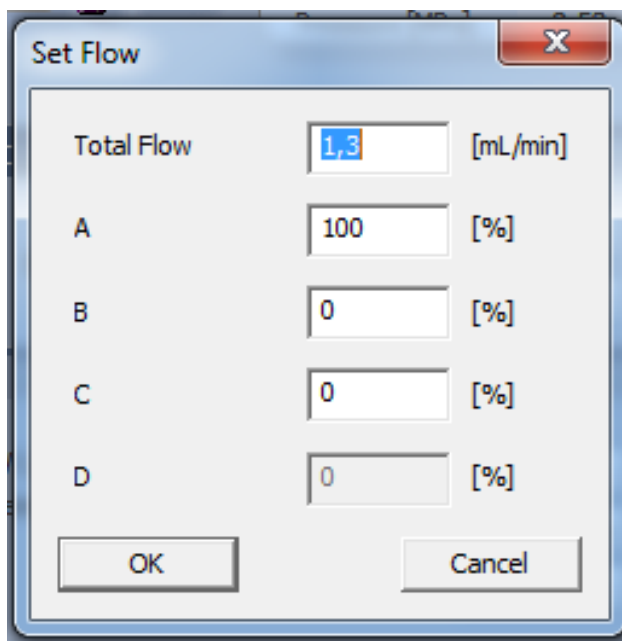 Set Flow
Total Flow 1,3 [mL/min]
A 100 [%]
B 0 [%]
C 0 [%]
D 0 [%]
OK Cancel